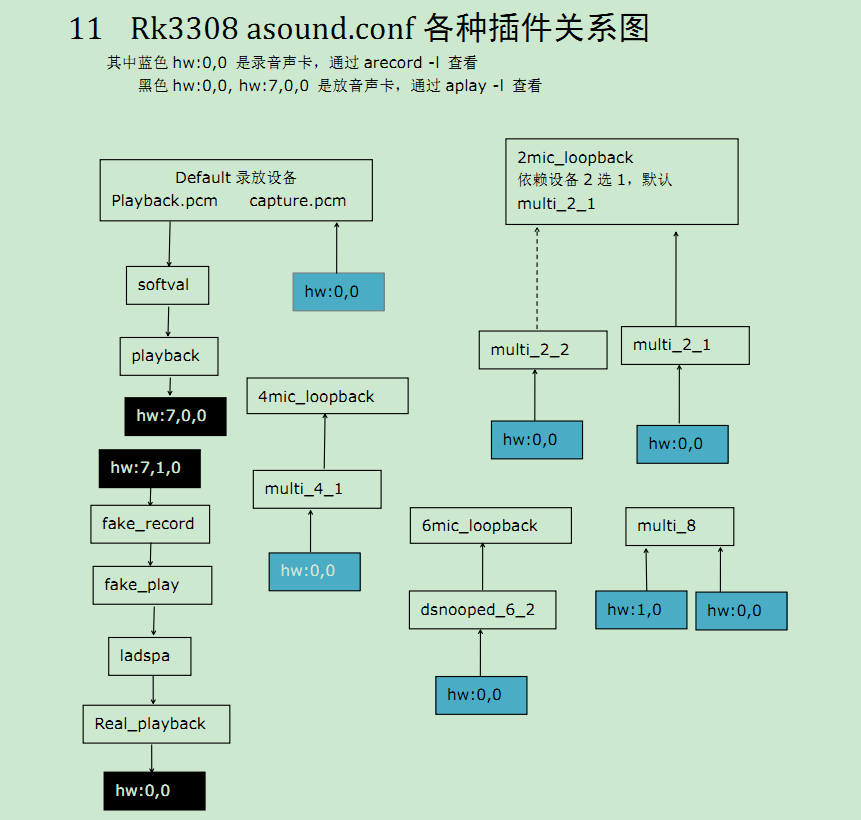 11 Rk3308 asound.conf 各种插件关系图
其中蓝色 hw:0,0 是录音声卡，通过 arecord -l 查看
黑色 hw:0,0, hw:7,0,0 是放音声卡，通过 aplay -l 查看
Default 录放设备
Playback.pcm capture.pcm
softval
hw:0,0
playback
hw:7,0,0
hw:7,1,0
fake_record
fake_play
ladspa
Real_playback
hw:0,0
4mic_loopback
multi_4_1
hw:0,0
2mic_loopback
依赖设备 2 选 1，默认
multi_2_1
multi_2_2
multi_2_1
hw:0,0
hw:0,0
6mic_loopback
dsnooped_6_2
hw:0,0
multi_8
hw:1,0
hw:0,0